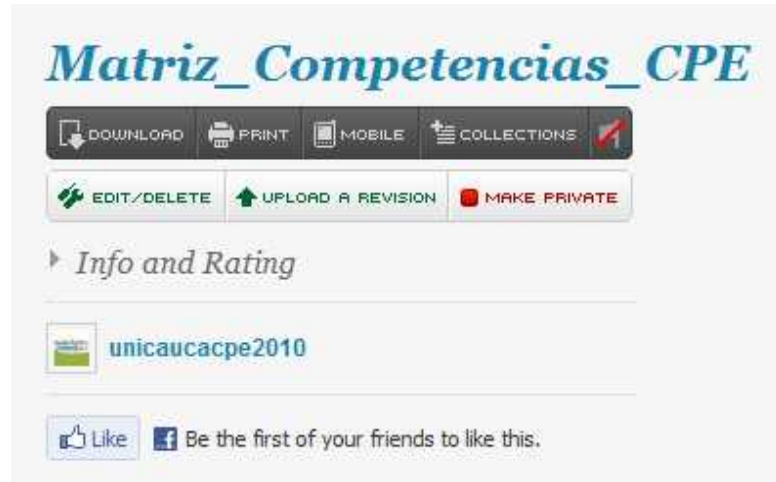 Matriz_Competencias_CPE
DOWNLOAD PRINT MOBILE COLLECTIONS
EDIT/DELETE UPLOAD A REVISION MAKE PRIVATE
Info and Rating
unicaucacpe2010
Like Be the first of your friends to like this.